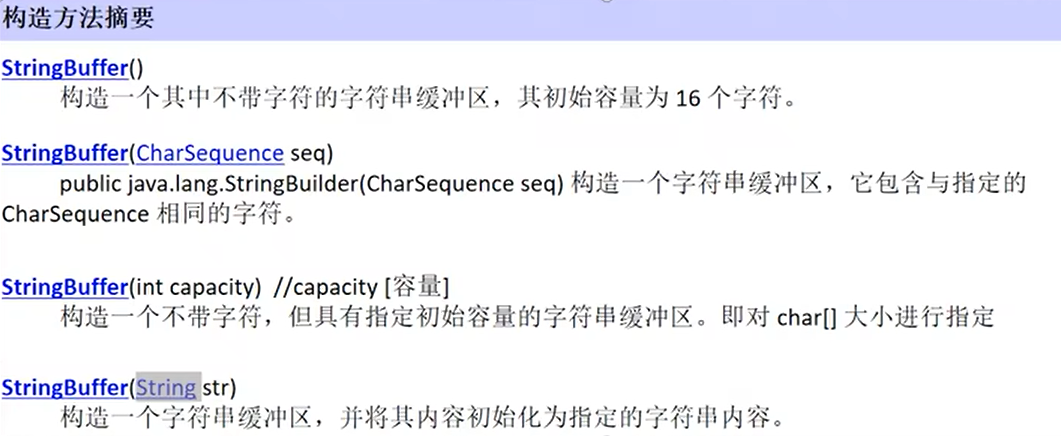 构造方法摘要
StringBuffer()
构造一个其中不带字符的字符串缓冲区，其初始容量为 16 个字符。
StringBuffer(CharSequence seq)
public java.lang.StringBuilder(CharSequence seq) 构造一个字符串缓冲区，它包含与指定的
CharSequence 相同的字符。
StringBuffer(int capacity) //capacity [容量]
构造一个不带字符，但具有指定初始容量的字符串缓冲区。即对 char[] 大小进行指定
StringBuffer(String str)
构造一个字符串缓冲区，并将其内容初始化为指定的字符串内容。